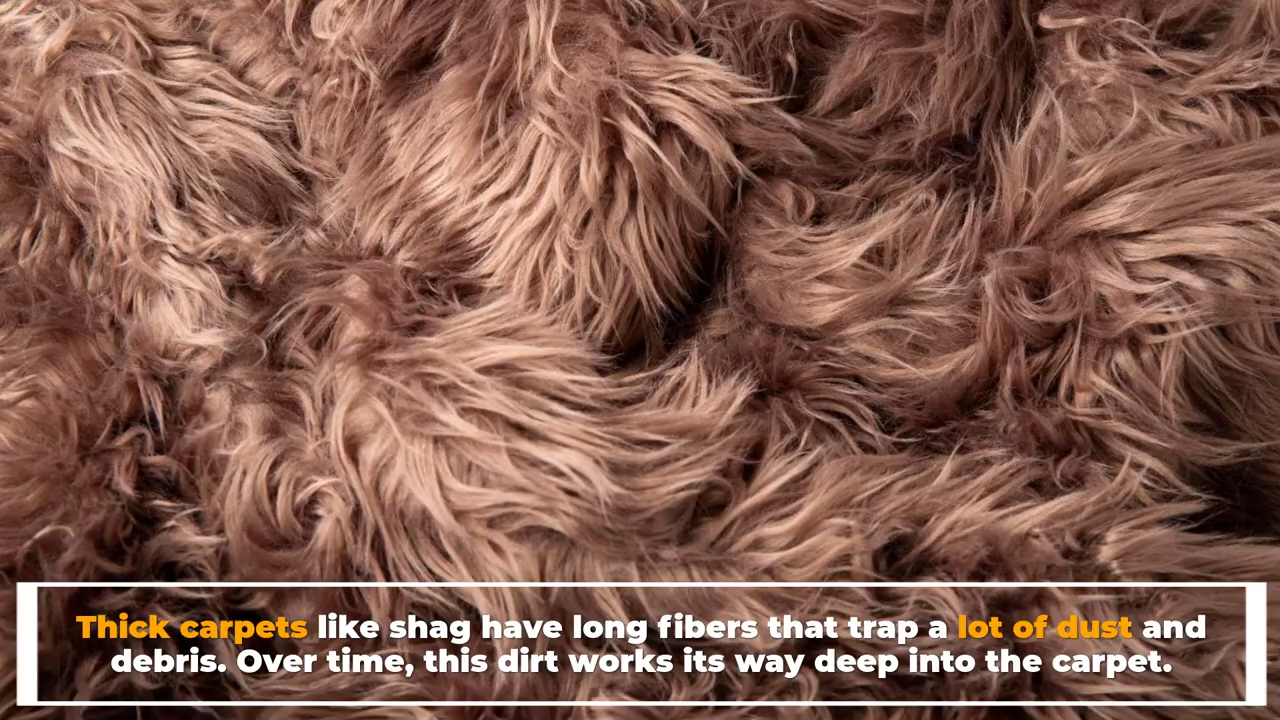 Thick carpets like shag have long fibers that trap a lot of dust and
debris. Over time, this dirt works its way deep into the carpet.